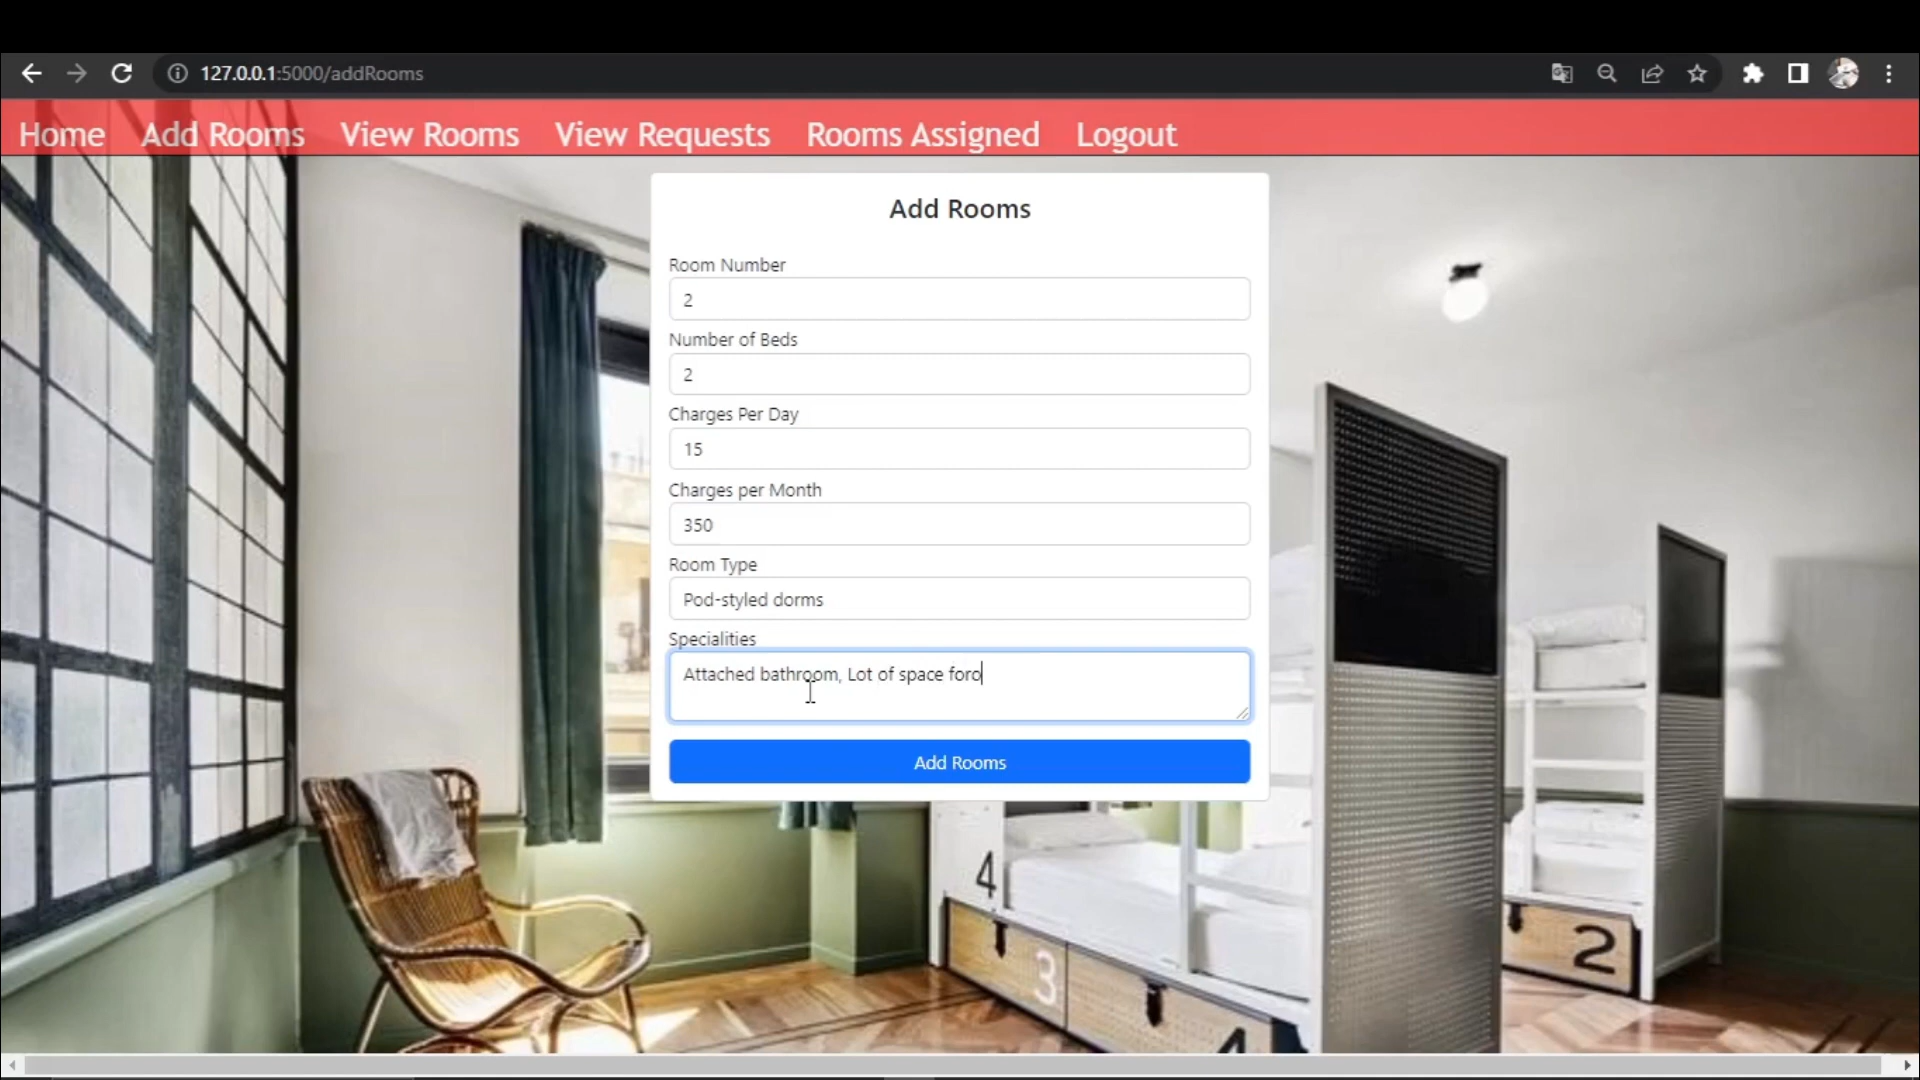 127.0.0.1:5000/addRooms
Home Add Rooms View Rooms View Requests Rooms Assigned Logout
Add Rooms
Room Number
2
Number of Beds
2
Charges Per Day
15
Charges per Month
350
Room Type
Pod-styled dorms
Specialities
Attached bathroom, Lot of space foro
Add Rooms
4
3
2
4